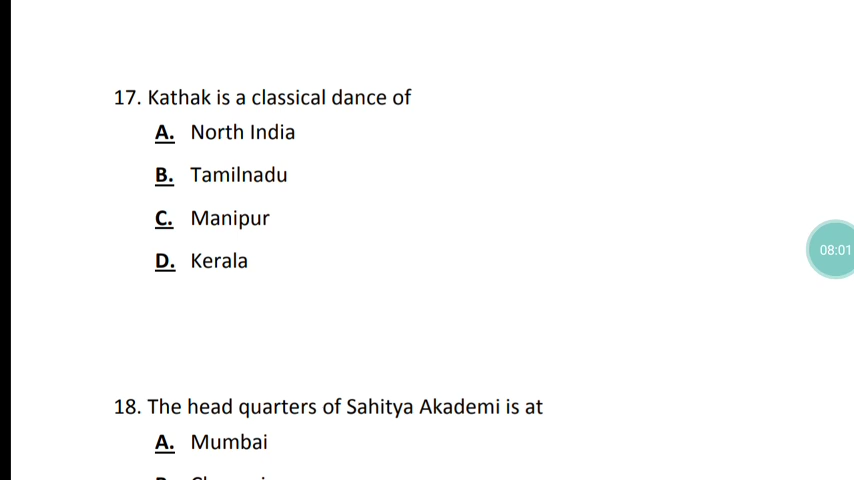 17. Kathak is a classical dance of
A. North India
B. Tamilnadu
C. Manipur
D. Kerala
08:01
18. The head quarters of Sahitya Akademi is at
A. Mumbai